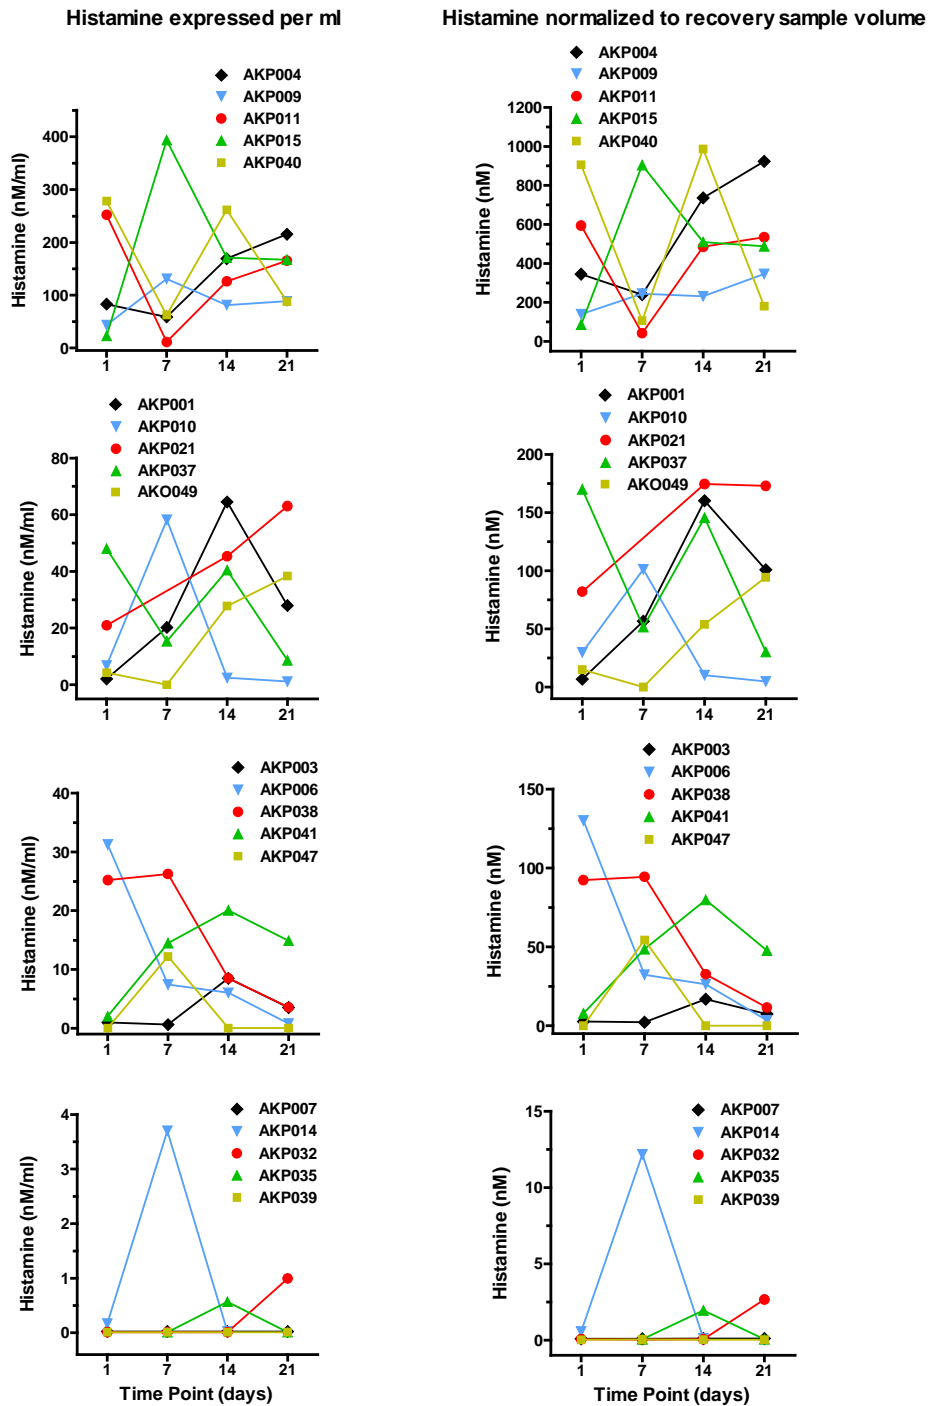 Histamine expressed per ml
Histamine normalized to recovery sample volume
AKP004
AKP009
AKP011
AKP015
AKP040
Histamine (nM/ml)
400
300
200
100
0
1 7 14 21
AKP004
AKP009
AKP011
AKP015
AKP040
Histamine (nM)
1200
1000
800
600
400
200
0
1 7 14 21
AKP001
AKP010
AKP021
AKP037
AKO049
Histamine (nM/ml)
80
60
40
20
0
1 7 14 21
AKP001
AKP010
AKP021
AKP037
AKO049
Histamine (nM)
200
150
100
50
0
1 7 14 21
AKP003
AKP006
AKP038
AKP041
AKP047
Histamine (nM/ml)
40
30
20
10
0
1 7 14 21
AKP003
AKP006
AKP038
AKP041
AKP047
Histamine (nM)
150
100
50
0
1 7 14 21
AKP007
AKP014
AKP032
AKP035
AKP039
Histamine (nM/ml)
4
3
2
1
0
1 7 14 21
Time Point (days)
AKP007
AKP014
AKP032
AKP035
AKP039
Histamine (nM)
15
10
5
0
1 7 14 21
Time Point (days)